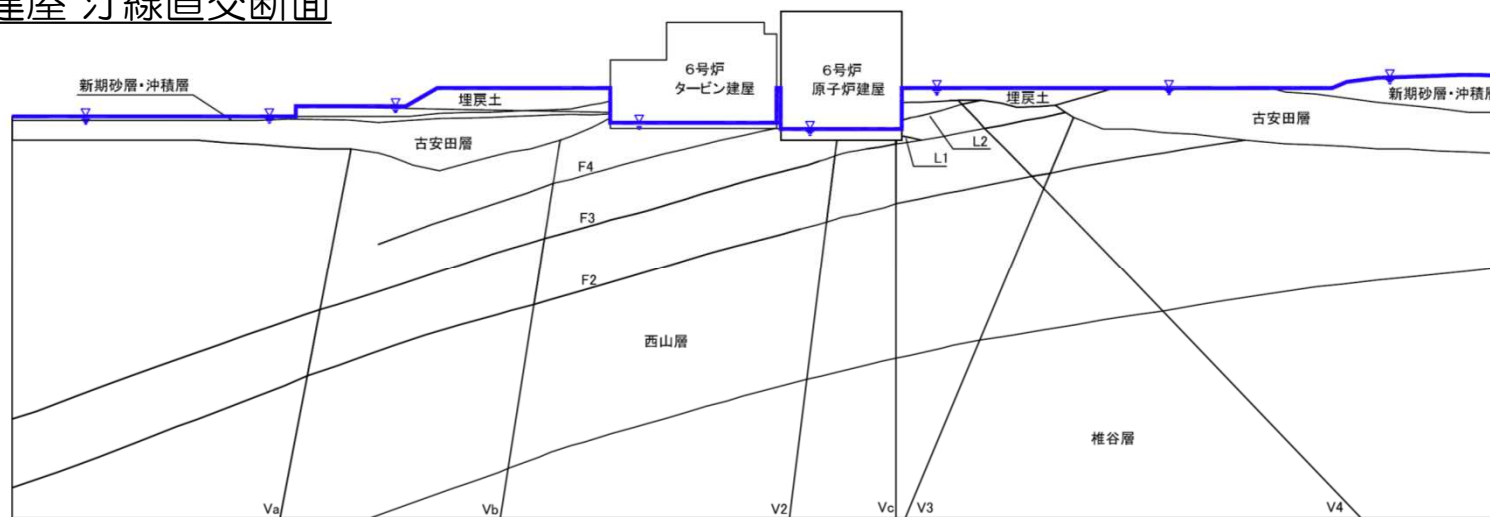 建屋 汀線直交断面
新期砂層・沖積層
埋戻土
6号炉
タービン建屋
6号炉
原子炉建屋
埋戻土
新期砂層・沖積層
古安田層
古安田層
L2
L1
F4
F3
F2
西山層
椎谷層
Va
Vb
V2
Vc
V3
V4